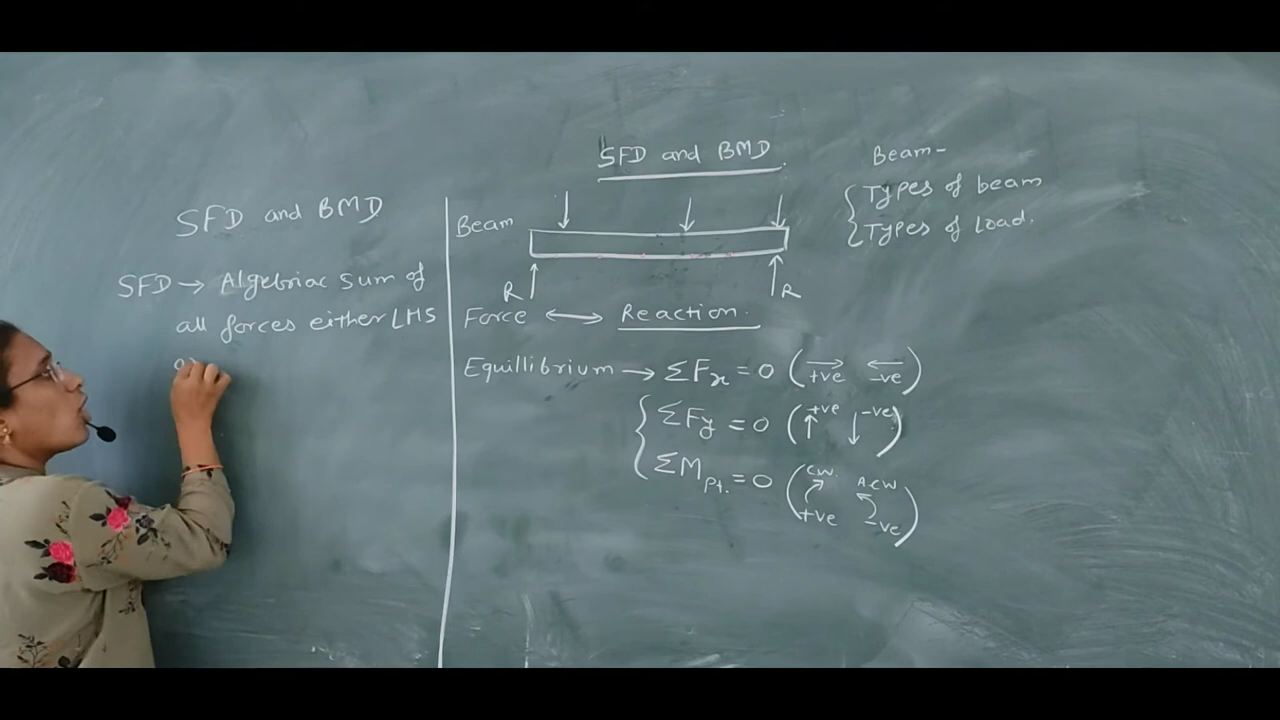 SFD and BMD
SFD → Algebriac sum of
all forces either LHS
SFD and BMD.
Beam
R
R
Force ⟷ Reaction.
Equillibrium → ΣFx = 0 (→ +ve ← -ve)
ΣFy = 0 (↑ +ve ↓ -ve)
ΣMPt. = 0 (CW. +ve ACW -ve)
Beam-
Types of beam
Types of load.